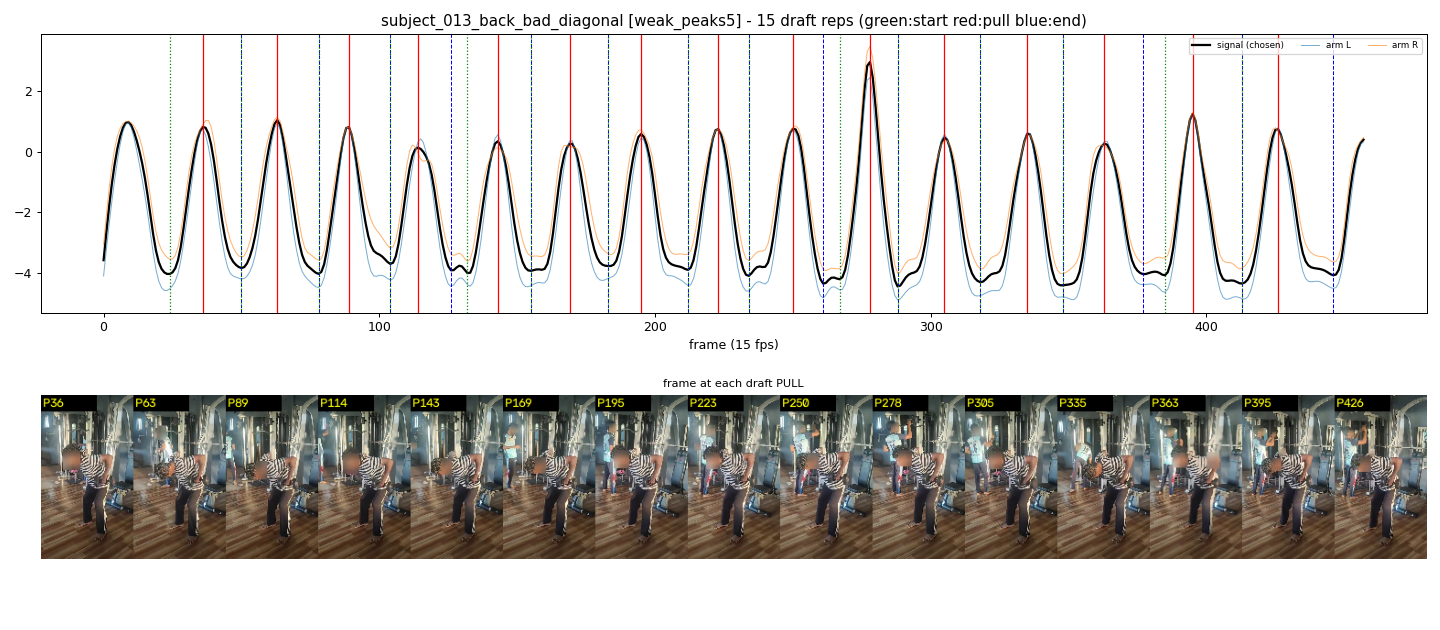 subject_013_back_bad_diagonal [weak_peaks5] - 15 draft reps (green:start red:pull blue:end)
signal (chosen) arm L arm R
2
0
−2
−4
0 100 200 300 400
frame (15 fps)
frame at each draft PULL
P36 P63 P89 P114 P143 P169 P195 P223 P250 P278 P305 P335 P363 P395 P426